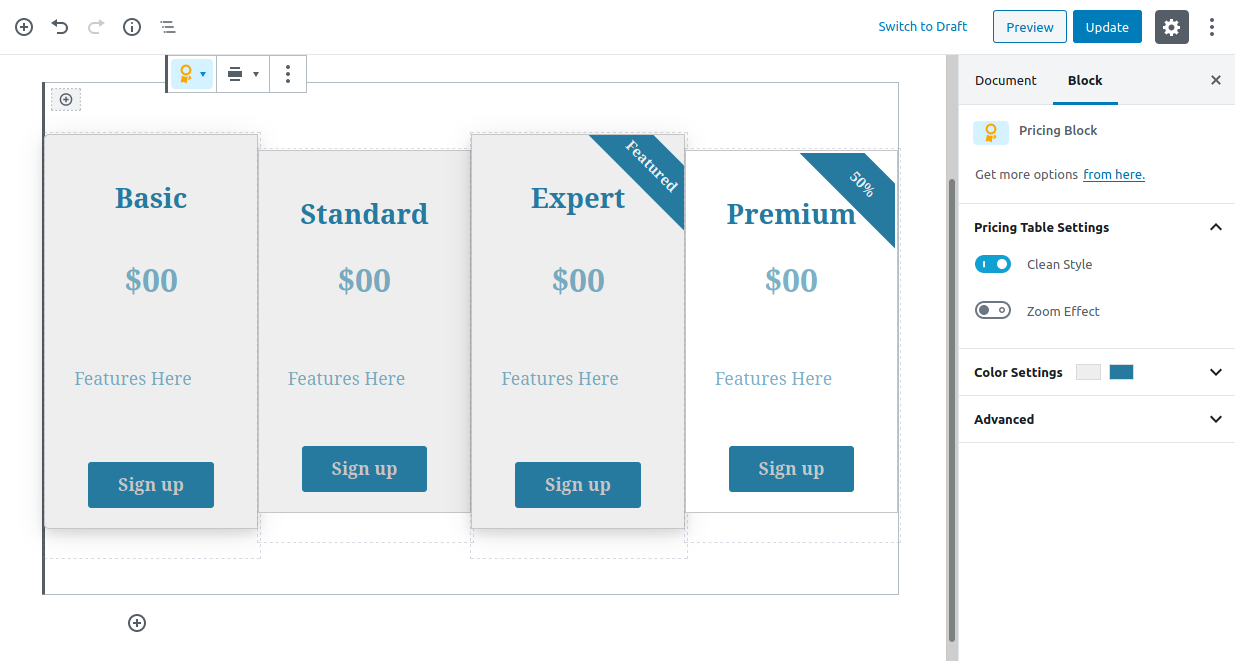 Switch to Draft
Preview
Update
Document
Block
Pricing Block
Get more options from here.
Pricing Table Settings
Clean Style
Zoom Effect
Color Settings
Advanced
Basic
$00
Features Here
Sign up
Standard
$00
Features Here
Sign up
Featured
Expert
$00
Features Here
Sign up
50%
Premium
$00
Features Here
Sign up